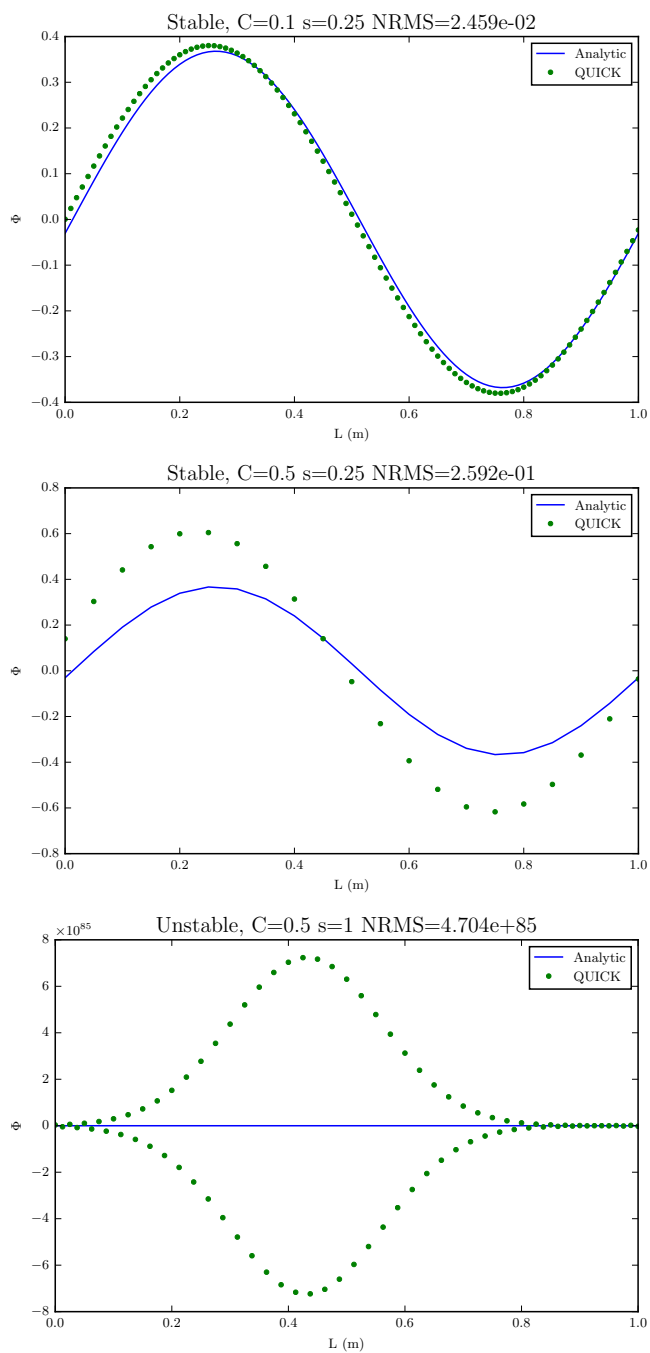 Stable, C=0.1 s=0.25 NRMS=2.459e-02
0.4
0.3
0.2
0.1
0.0
−0.1
−0.2
−0.3
−0.4
Φ
Analytic
QUICK
0.0 0.2 0.4 0.6 0.8 1.0
L (m)
Stable, C=0.5 s=0.25 NRMS=2.592e-01
0.8
0.6
0.4
0.2
0.0
−0.2
−0.4
−0.6
−0.8
Φ
Analytic
QUICK
0.0 0.2 0.4 0.6 0.8 1.0
L (m)
Unstable, C=0.5 s=1 NRMS=4.704e+85
×10⁸⁵
8
6
4
2
0
−2
−4
−6
−8
Φ
Analytic
QUICK
0.0 0.2 0.4 0.6 0.8 1.0
L (m)